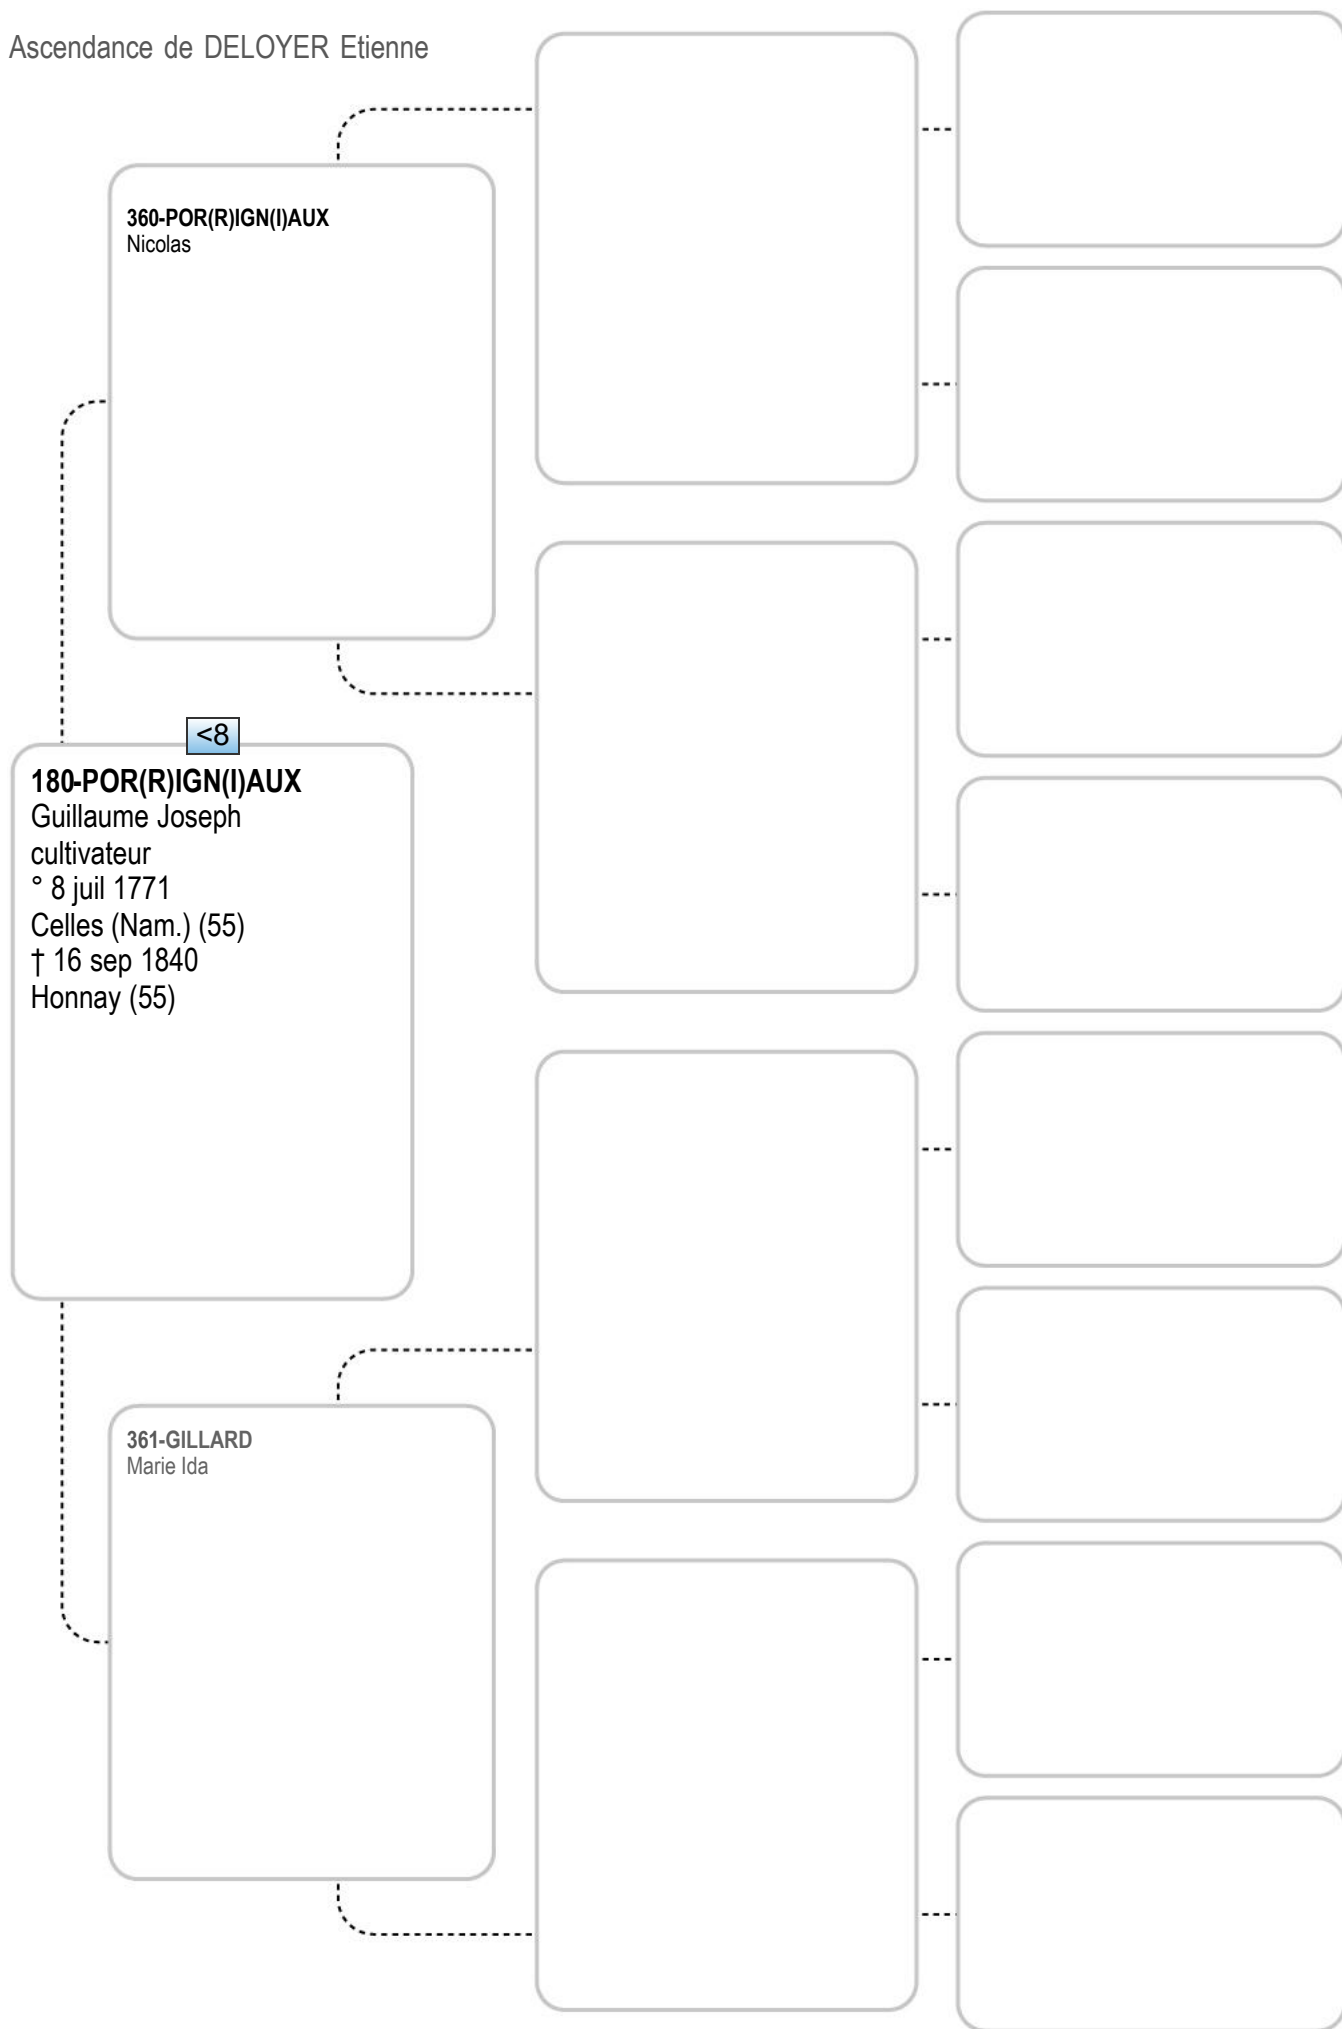 Ascendance de DELOYER Etienne
360-POR(R)IGN(I)AUX
Nicolas
<8
180-POR(R)IGN(I)AUX
Guillaume Joseph
cultivateur
° 8 juil 1771
Celles (Nam.) (55)
† 16 sep 1840
Honnay (55)
361-GILLARD
Marie Ida